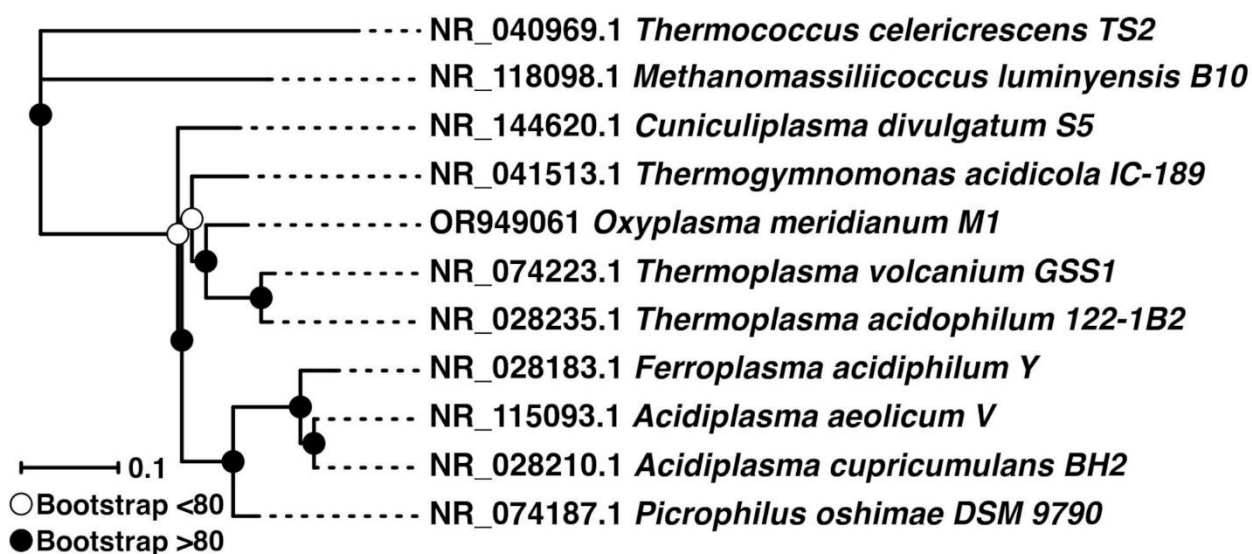 NR_040969.1 Thermococcus celericrescens TS2
NR_118098.1 Methanomassiliicoccus luminyensis B10
NR_144620.1 Cuniculiplasma divulgatum S5
NR_041513.1 Thermogymnomonas acidicola IC-189
OR949061 Oxyplasma meridianum M1
NR_074223.1 Thermoplasma volcanium GSS1
NR_028235.1 Thermoplasma acidophilum 122-1B2
NR_028183.1 Ferroplasma acidiphilum Y
NR_115093.1 Acidiplasma aeolicum V
NR_028210.1 Acidiplasma cupricumulans BH2
NR_074187.1 Picrophilus oshimae DSM 9790
0.1
Bootstrap <80
Bootstrap >80